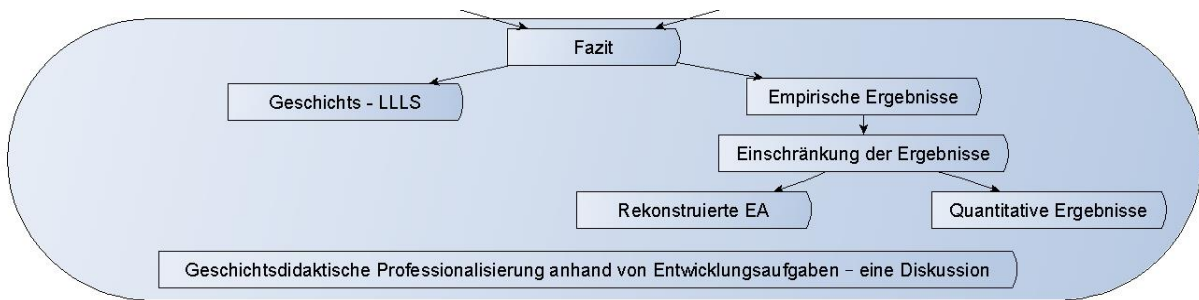 Fazit
Geschichts - LLLS
Empirische Ergebnisse
Einschränkung der Ergebnisse
Rekonstruierte EA
Quantitative Ergebnisse
Geschichtsdidaktische Professionalisierung anhand von Entwicklungsaufgaben – eine Diskussion